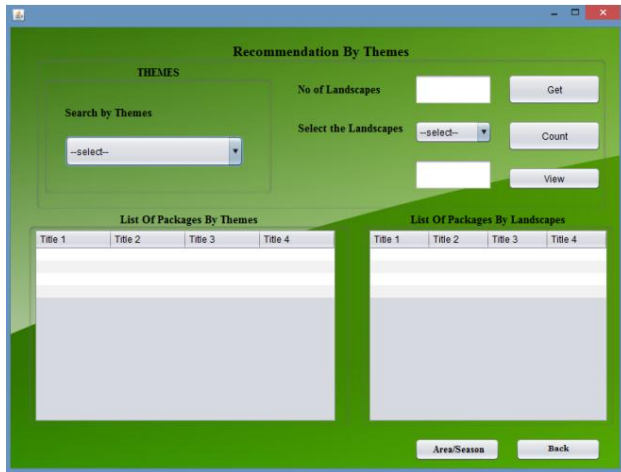 Recommendation By Themes
THEMES
Search by Themes
--select--
No of Landscapes
Get
Select the Landscapes
--select--
Count
View
List Of Packages By Themes
Title 1 Title 2 Title 3 Title 4
List Of Packages By Landscapes
Title 1 Title 2 Title 3 Title 4
Area/Season
Back